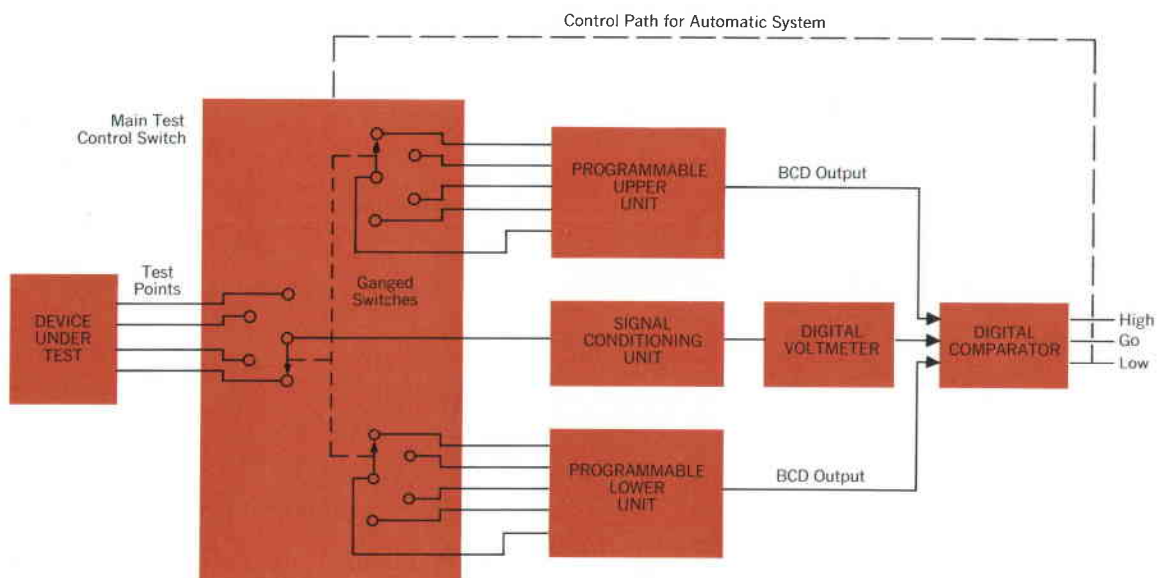 Control Path for Automatic System
Main Test
Control Switch
PROGRAMMABLE
UPPER
UNIT
BCD Output
Test
Points
Ganged
Switches
DEVICE
UNDER
TEST
SIGNAL
CONDITIONING
UNIT
DIGITAL
VOLTMETER
DIGITAL
COMPARATOR
High
Go
Low
PROGRAMMABLE
LOWER
UNIT
BCD Output